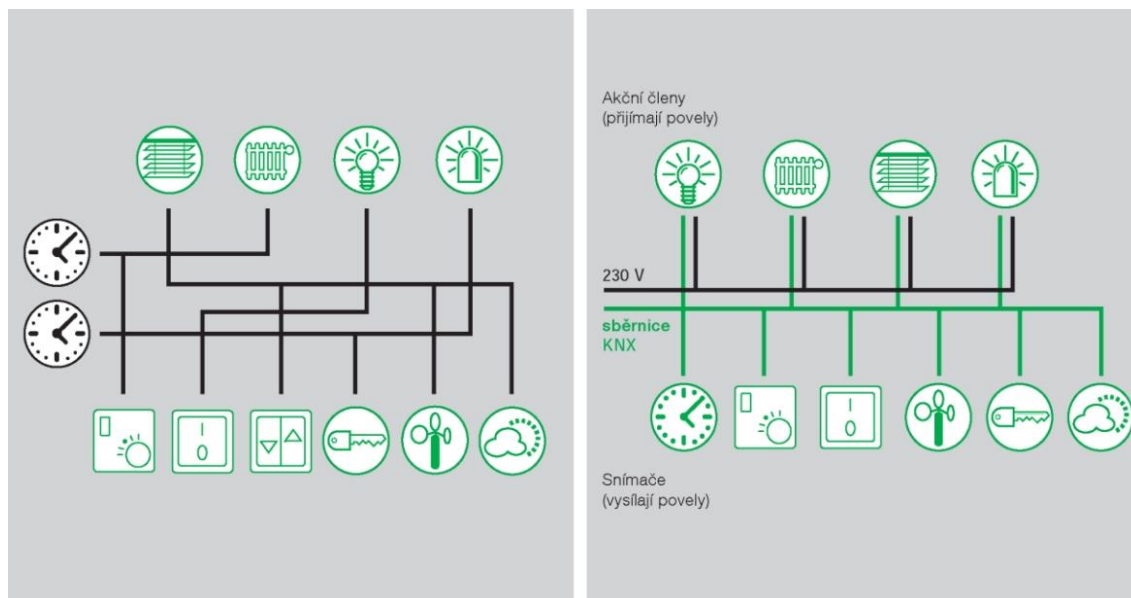 Akční členy
(přijímají povely)
230 V
sběrnice
KNX
Snímače
(vysílají povely)